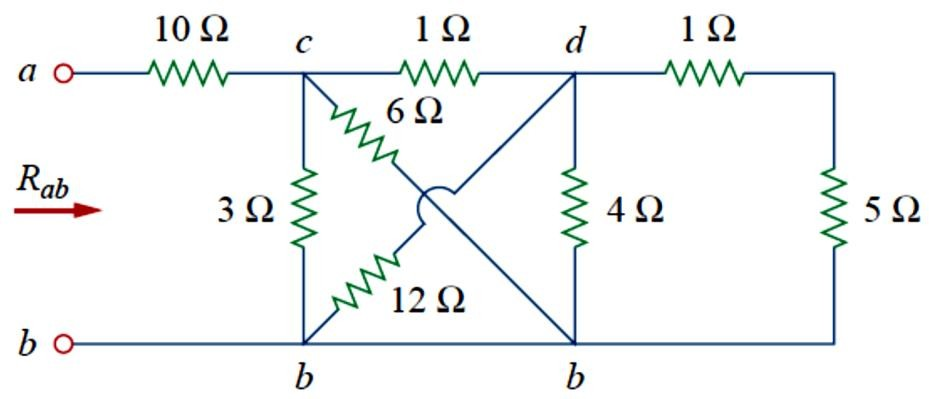 10 Ω c 1 Ω d 1 Ω
a
6 Ω
R_ab
3 Ω 4 Ω 5 Ω
12 Ω
b
b b